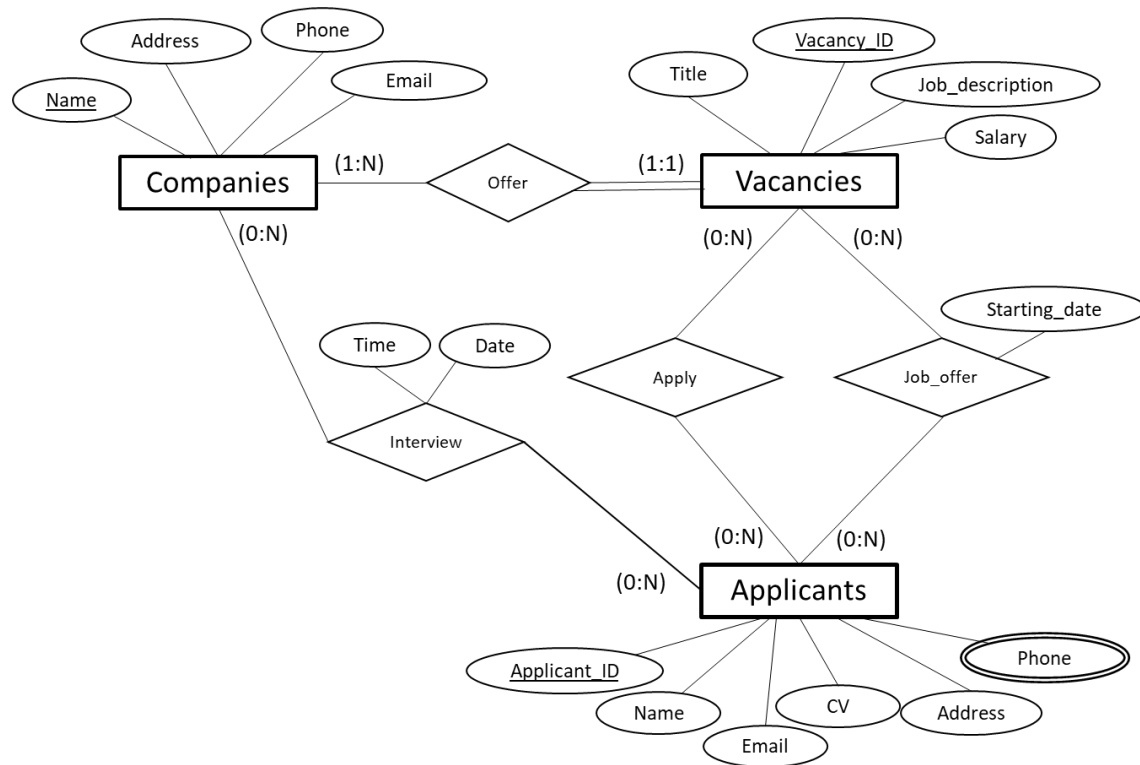 Address
Phone
Name
Email
Companies
(1:N)
Offer
(1:1)
Vacancies
Title
Vacancy_ID
Job_description
Salary
(0:N)
(0:N)
(0:N)
Time
Date
Interview
Apply
Starting_date
Job_offer
(0:N)
(0:N)
(0:N)
Applicants
Applicant_ID
Name
Email
CV
Address
Phone